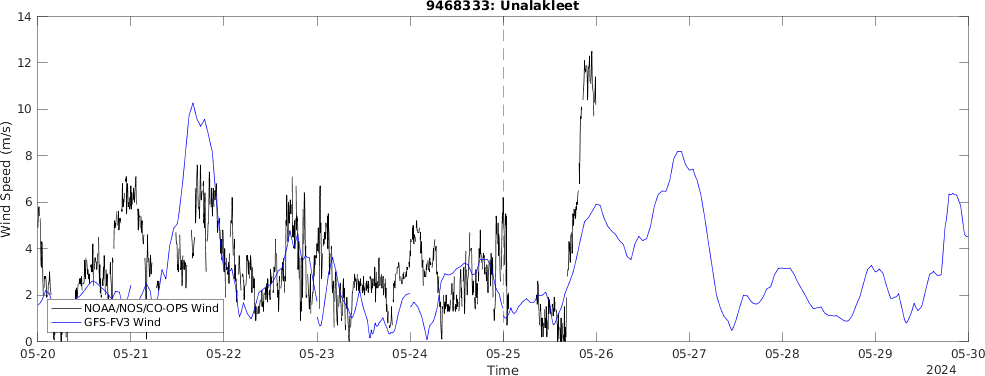 9468333: Unalakleet
Wind Speed (m/s)
14
12
10
8
6
4
2
0
NOAA/NOS/CO-OPS Wind
GFS-FV3 Wind
05-20 05-21 05-22 05-23 05-24 05-25 05-26 05-27 05-28 05-29 05-30
Time
2024